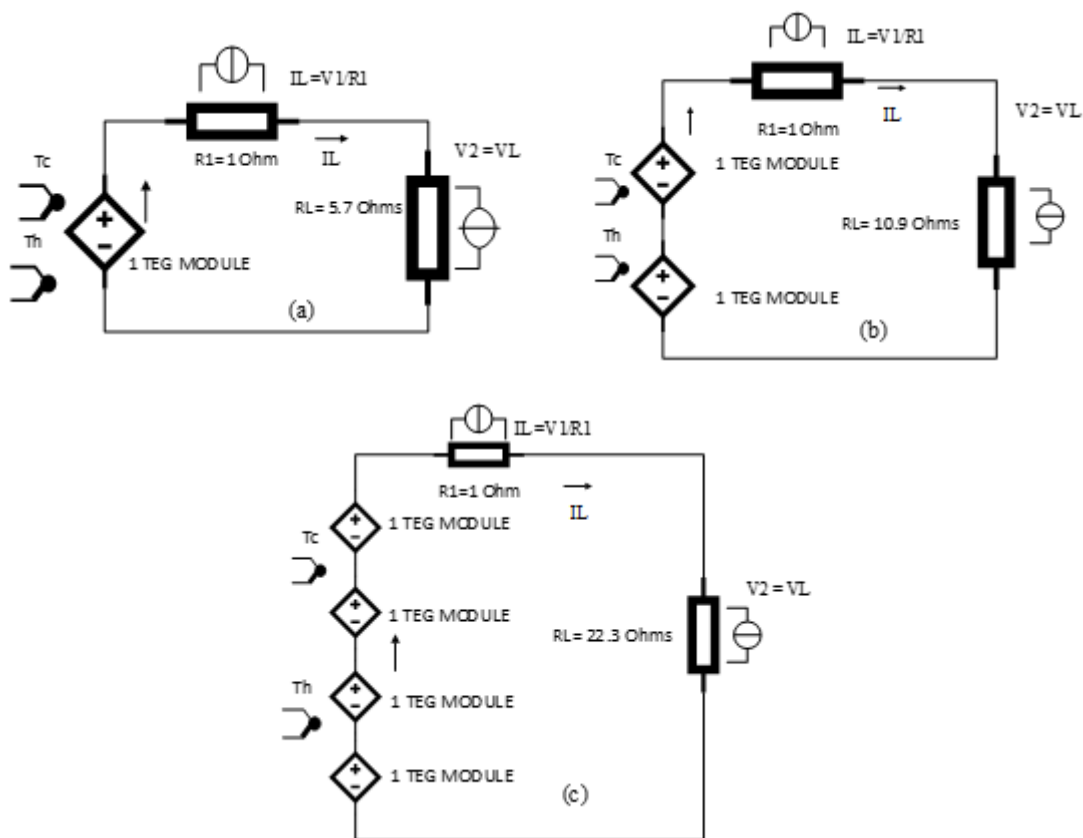 IL=V1/R1
R1=1 Ohm
IL
V2=VL
Tc
RL= 5.7 Ohms
Th
1 TEG MODULE
(a)
IL=V1/R1
R1=1 Ohm
IL
V2=VL
Tc
1 TEG MODULE
RL= 10.9 Ohms
Th
1 TEG MODULE
(b)
IL=V1/R1
R1=1 Ohm
IL
1 TEG MODULE
Tc
V2=VL
1 TEG MODULE
RL= 22.3 Ohms
Th
1 TEG MODULE
1 TEG MODULE
(c)